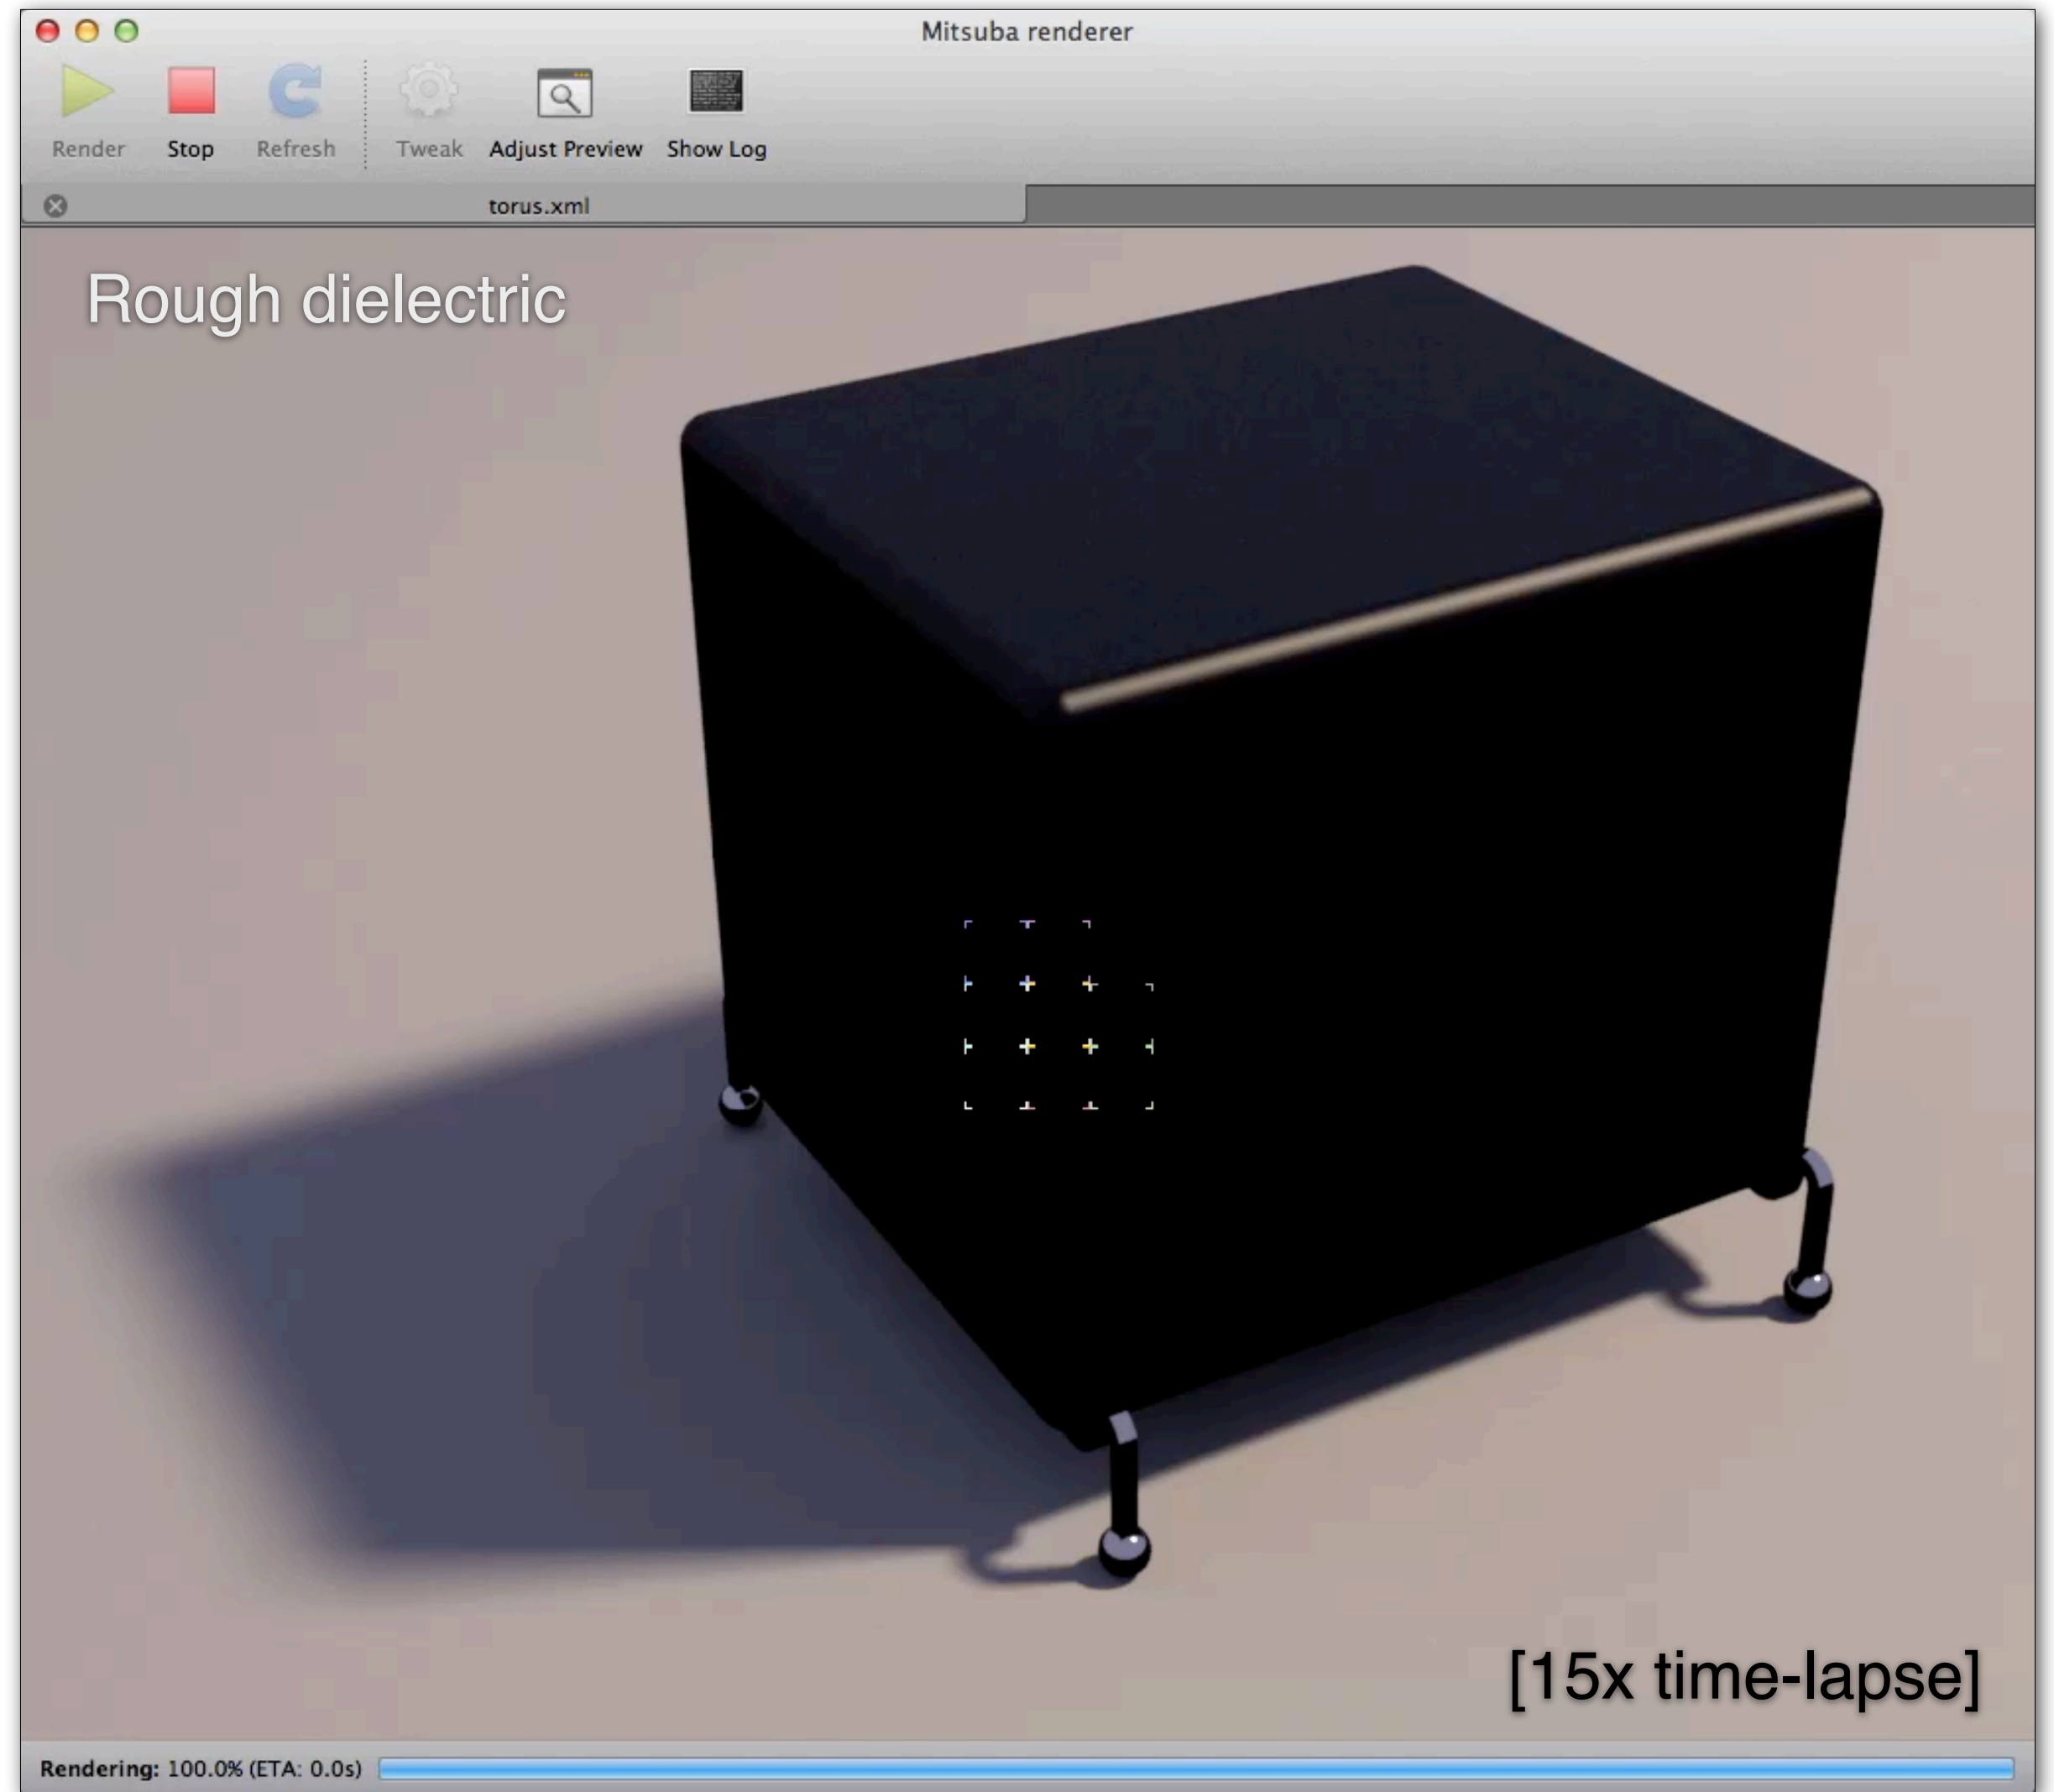 Mitsuba renderer
Render Stop Refresh Tweak Adjust Preview Show Log
torus.xml
Rough dielectric
[15x time-lapse]
Rendering: 100.0% (ETA: 0.0s)